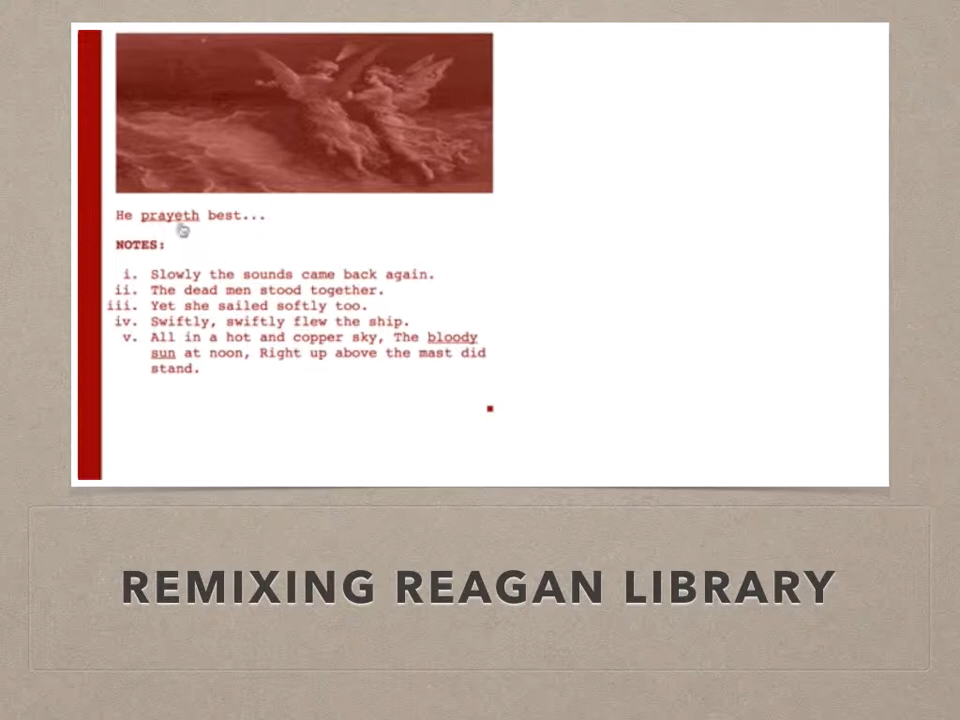 He prayeth best...
NOTES:
i. Slowly the sounds came back again.
ii. The dead men stood together.
iii. Yet she sailed softly too.
iv. Swiftly, swiftly flew the ship.
v. All in a hot and copper sky, The bloody
sun at noon, Right up above the mast did
stand.
REMIXING REAGAN LIBRARY